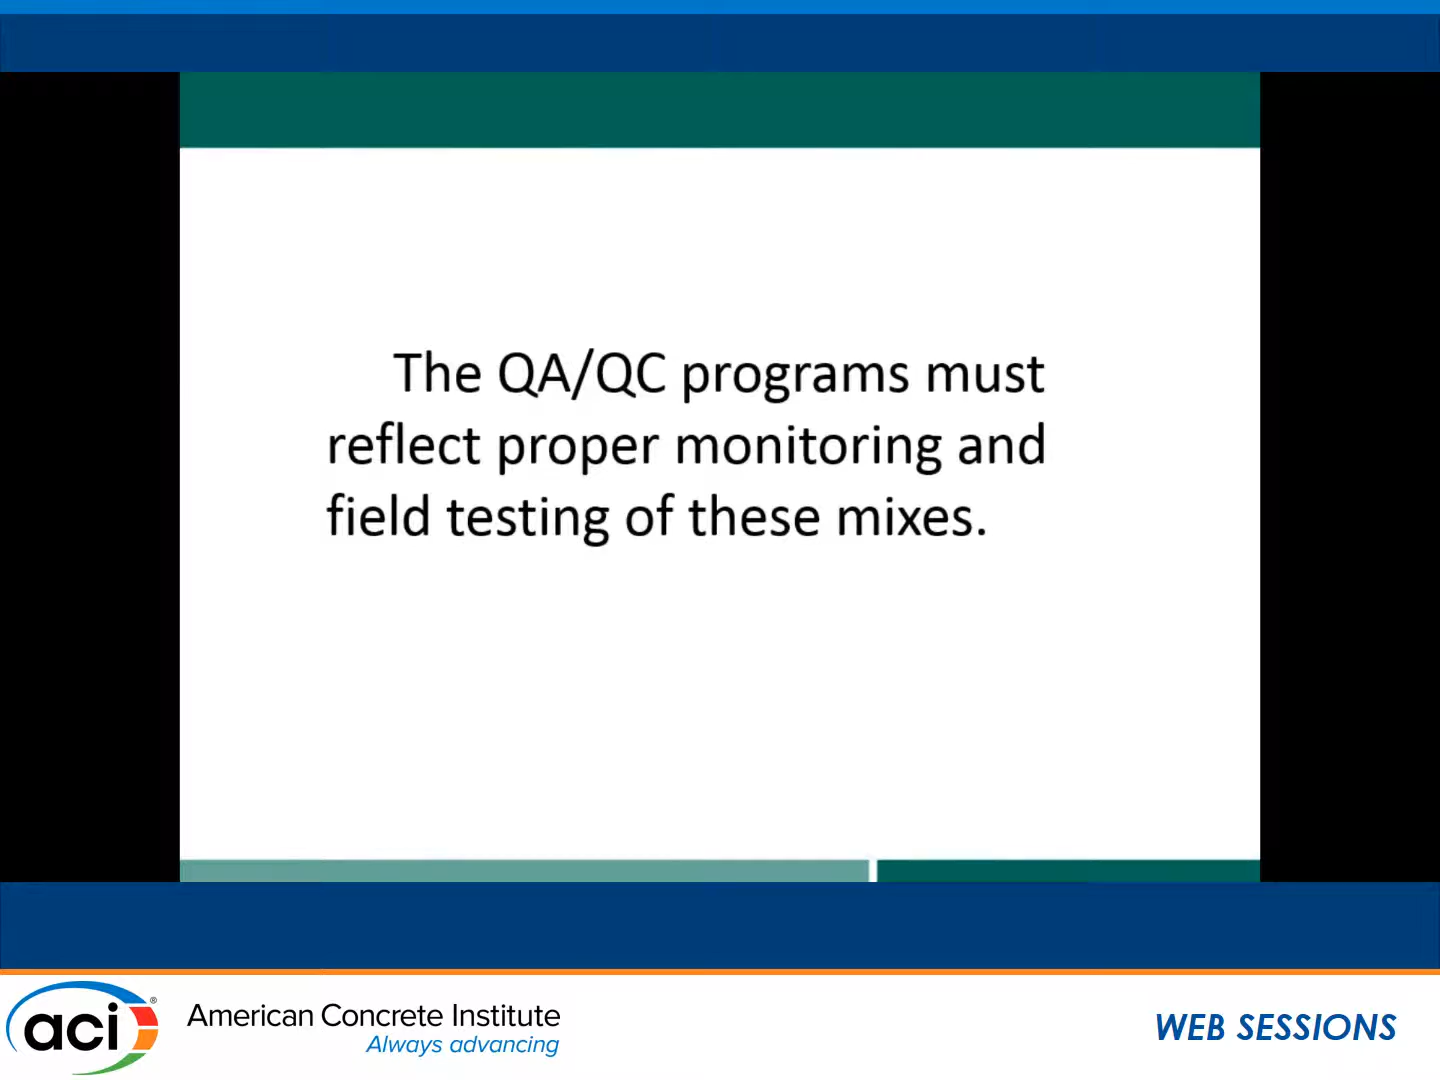 The QA/QC programs must
reflect proper monitoring and
field testing of these mixes.
aci®
American Concrete Institute
Always advancing
WEB SESSIONS